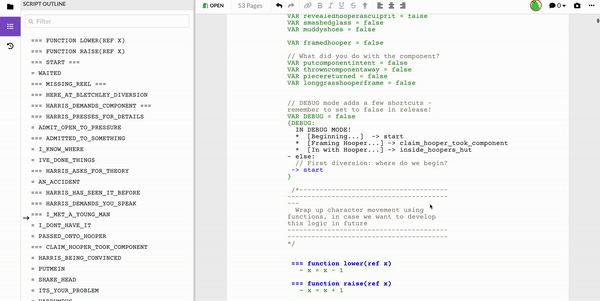 SCRIPT OUTLINE
OPEN
53 Pages
0
Filter
=== FUNCTION LOWER(REF X)
=== FUNCTION RAISE(REF X)
=== START ===
= WAITED
=== MISSING_REEL ===
=== HERE_AT_BLETCHLEY_DIVERSION
=== HARRIS_DEMANDS_COMPONENT ===
=== HARRIS_PRESSES_FOR_DETAILS
= ADMIT_OPEN_TO_PRESSURE
=== ADMITTED_TO_SOMETHING
= I_KNOW_WHERE
= IVE_DONE_THINGS
=== HARRIS_ASKS_FOR_THEORY
= AN_ACCIDENT
=== HARRIS_HAS_SEEN_IT_BEFORE
=== HARRIS_DEMANDS_YOU_SPEAK
=== I_MET_A_YOUNG_MAN
= I_DONT_HAVE_IT
= PASSED_ONTO_HOOPER
=== CLAIM_HOOPER_TOOK_COMPONENT
= HARRIS_BEING_CONVINCED
= PUTMEIN
= SHAKE_HEAD
= ITS_YOUR_PROBLEM
VAR revealedhooperasculprit = false
VAR smashedglass = false
VAR muddyshoes = false
VAR framedhooper = false
// What did you do with the component?
VAR putcomponentintent = false
VAR throwncomponentaway = false
VAR piecereturned = false
VAR longgrasshooperframe = false
// DEBUG mode adds a few shortcuts -
remember to set to false in release!
VAR DEBUG = false
{DEBUG:
IN DEBUG MODE!
* [Beginning...] -> start
* [Framing Hooper...] -> claim_hooper_took_component
* [In with Hooper...] -> inside_hoopers_hut
- else:
// First diversion: where do we begin?
-> start
}
/*--------------------------------------
----------------------------------------
---
Wrap up character movement using
functions, in case we want to develop
this logic in future
----------------------------------------
----------------------------------------
*/
=== function lower(ref x)
~ x = x - 1
=== function raise(ref x)
~ x = x + 1